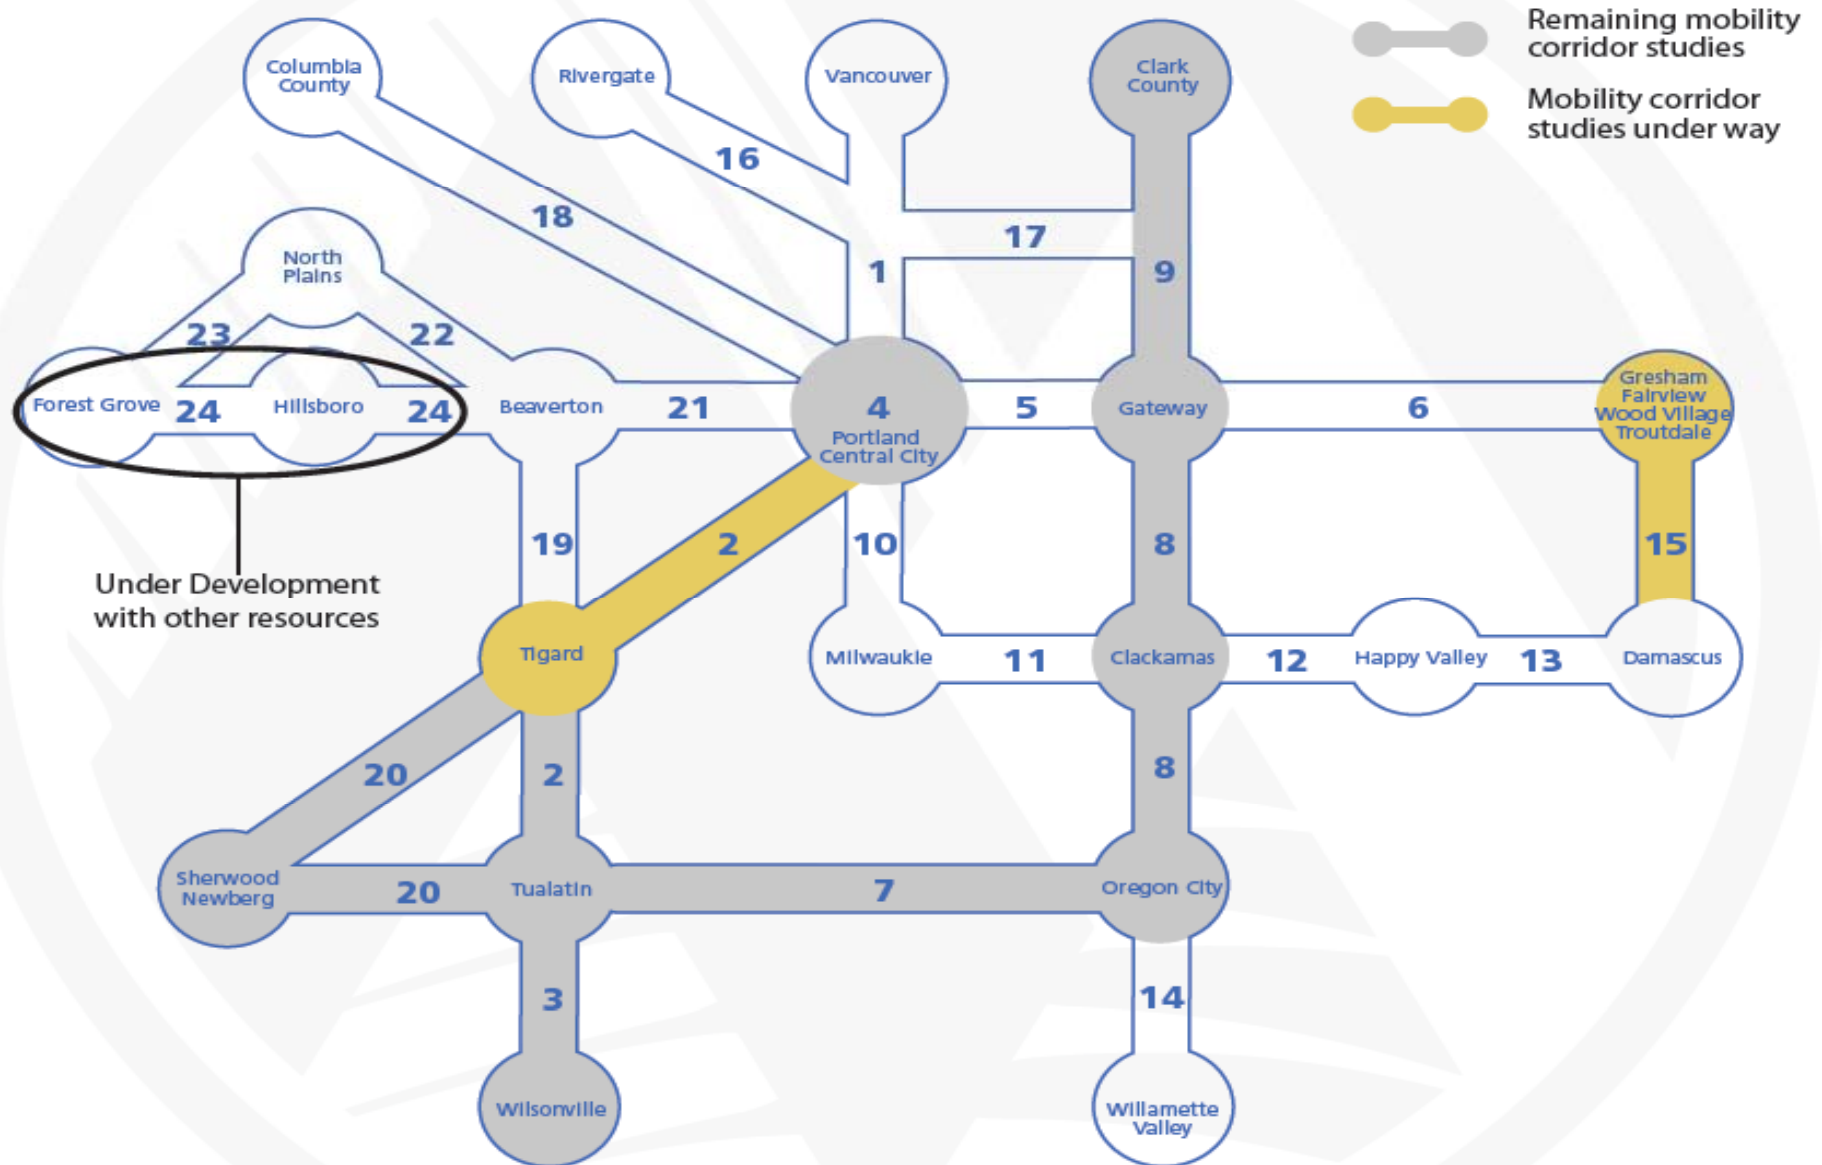 Remaining mobility
corridor studies
Mobility corridor
studies under way
Columbia
County
Rivergate
Vancouver
Clark
County
16
18
17
1
9
North
Plains
23
22
Forest Grove
24
Hillsboro
24
Beaverton
21
4
Portland
Central City
5
Gateway
6
Gresham
Fairview
Wood Village
Troutdale
19
2
10
8
15
Under Development
with other resources
Tigard
Milwaukie
11
Clackamas
12
Happy Valley
13
Damascus
20
2
8
Sherwood
Newberg
20
Tualatin
7
Oregon City
3
14
Wilsonville
Willamette
Valley